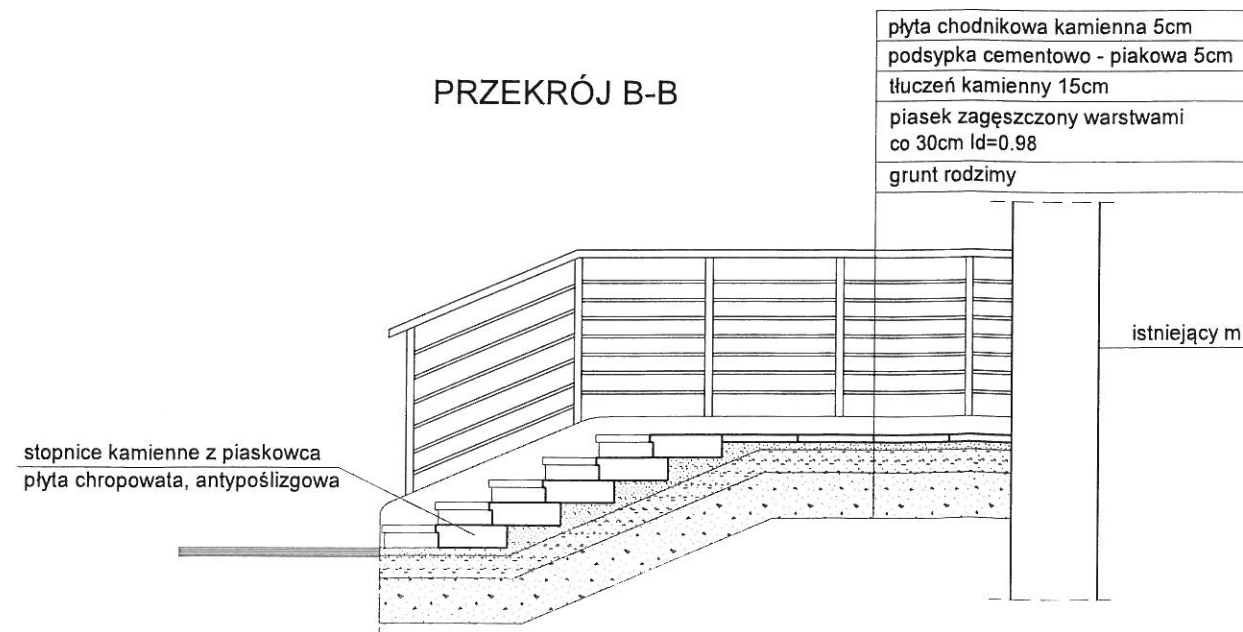 płyta chodnikowa kamienna 5cm
podsypka cementowo - piakowa 5cm
tłuczeń kamienny 15cm
piasek zagęszczony warstwami
co 30cm Id=0.98
grunt rodzimy
PRZEKRÓJ B-B
istniejący m
stopnice kamienne z piaskowca
płyta chropowata, antypoślizgowa